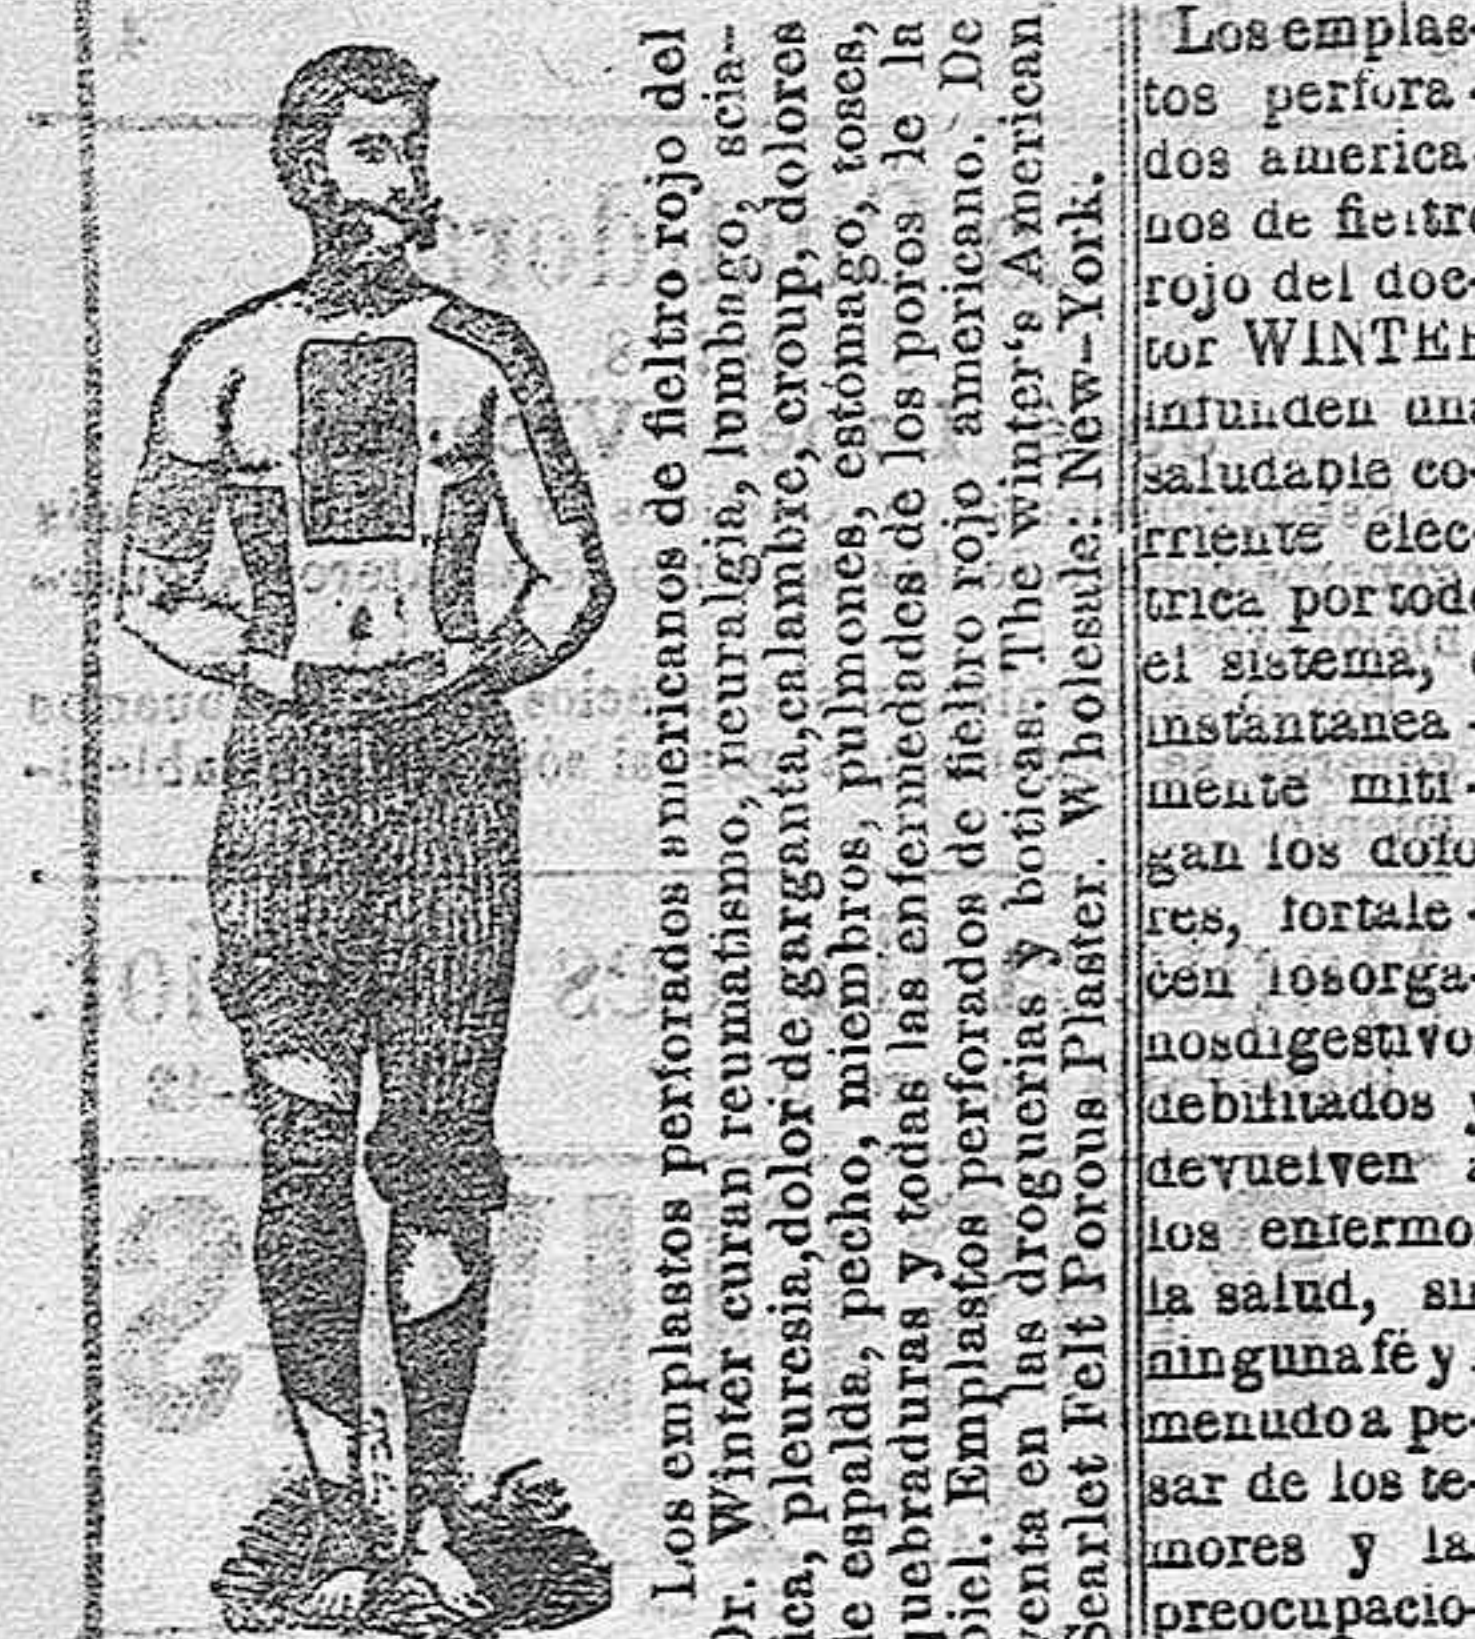 Los emplastos perforados americanos de fieltro rojo del
Dr. Winter curan reumatismo, neuralgia, lumbago, scia-
ica, pleuresia, dolor de garganta, calambre, croup, dolores
de espalda, pecho, miembros, pulmones, estómago, toses,
quebraduras y todas las enfermedades de los poros le la
piel. Emplastos perforados de fieltro rojo americano. De
venta en las droguerias y boticas. The winter's American
Searlet Felt Porous Plaster. Wholesale: New-York.
Los emplas-
tos perfora-
dos america
nos de fieltro
rojo del doc-
tor WINTER
infunden una
saludable co-
rriente elec-
trica por todo
el sistema, é
instantanea-
mente miti-
gan los dolo
res, fortale-
cen los orga-
nos digestivo
debilitados y
devuelven a
los enfermo
la salud, sin
ninguna fé y
menudo a pe-
sar de los te-
mores y la
preocupacio-